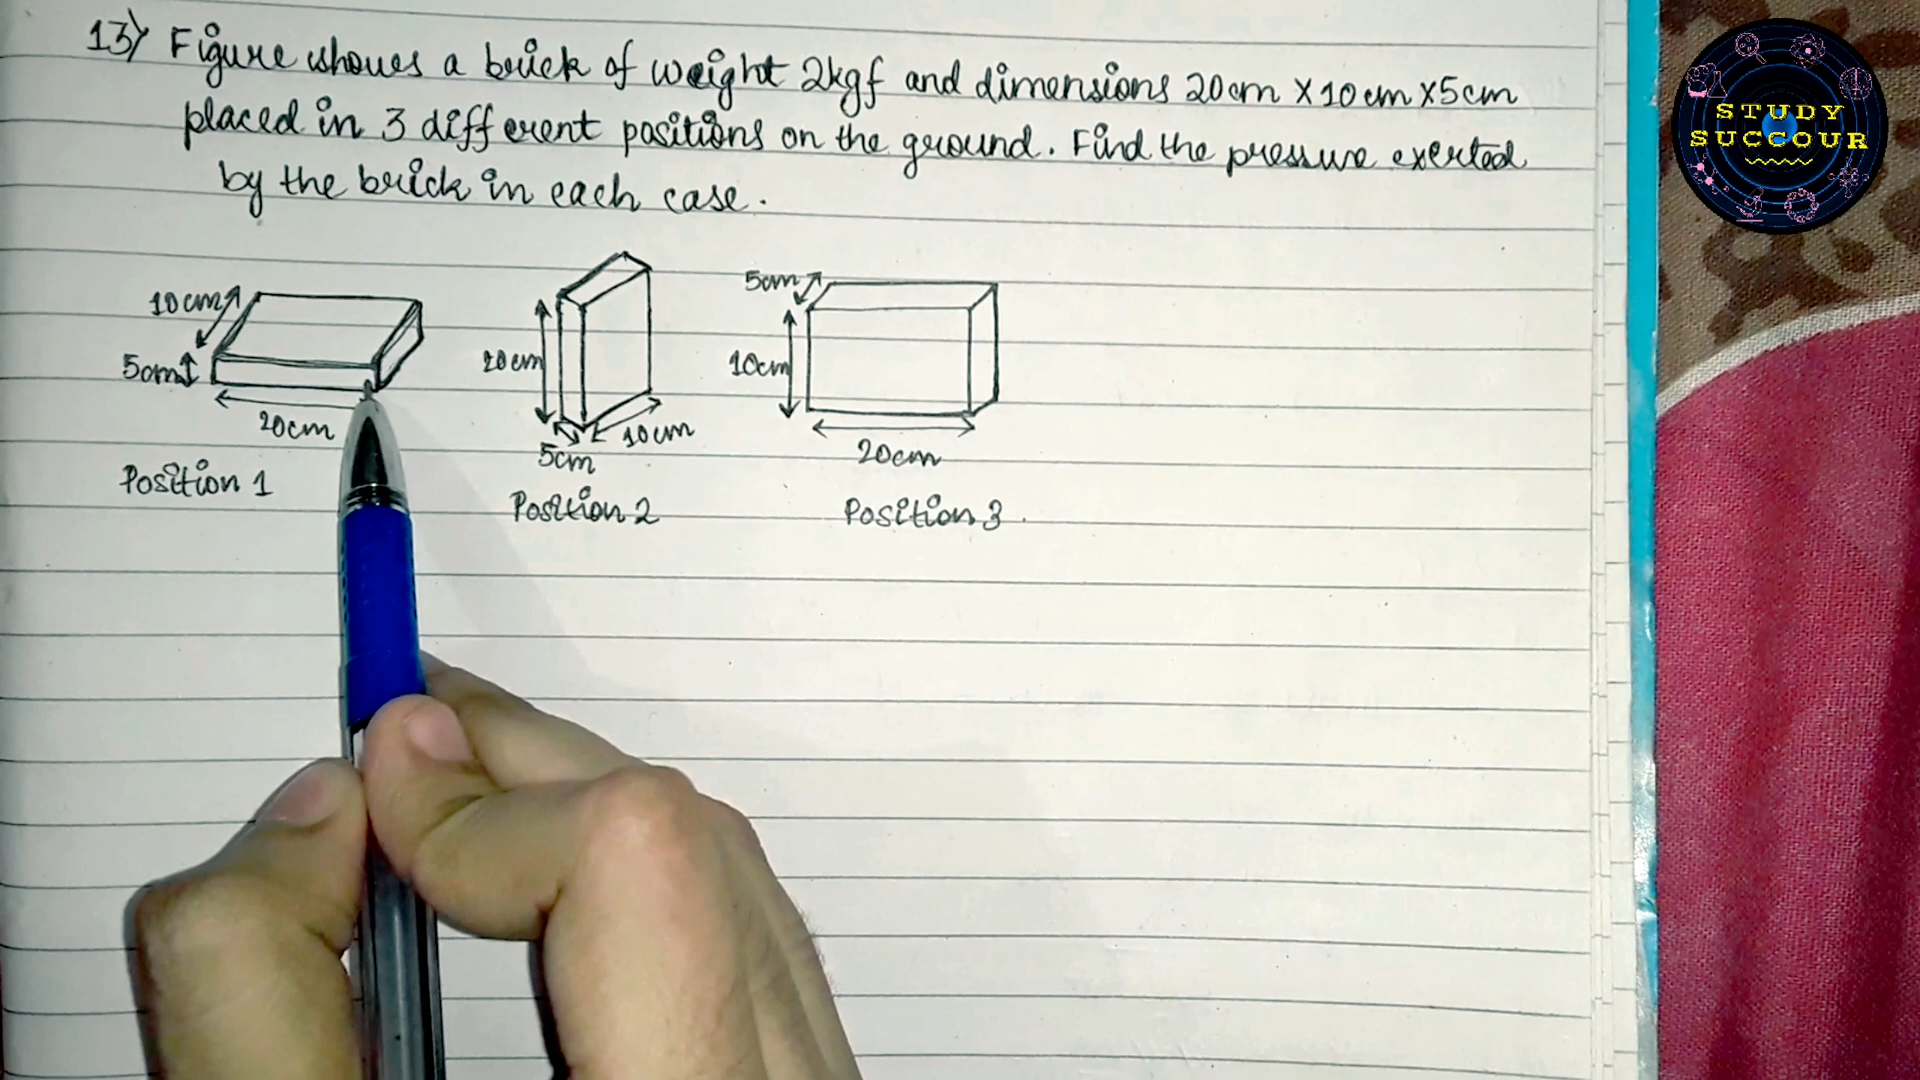 13) Figure shows a brick of weight 2kgf and dimensions 20cm x 10cm x 5cm
placed in 3 different positions on the ground. Find the pressure exerted
by the brick in each case.
10cm
5cm
20cm
Position 1
20cm
5cm
10cm
Position 2
5cm
10cm
20cm
Position 3.
STUDY
SUCCOUR